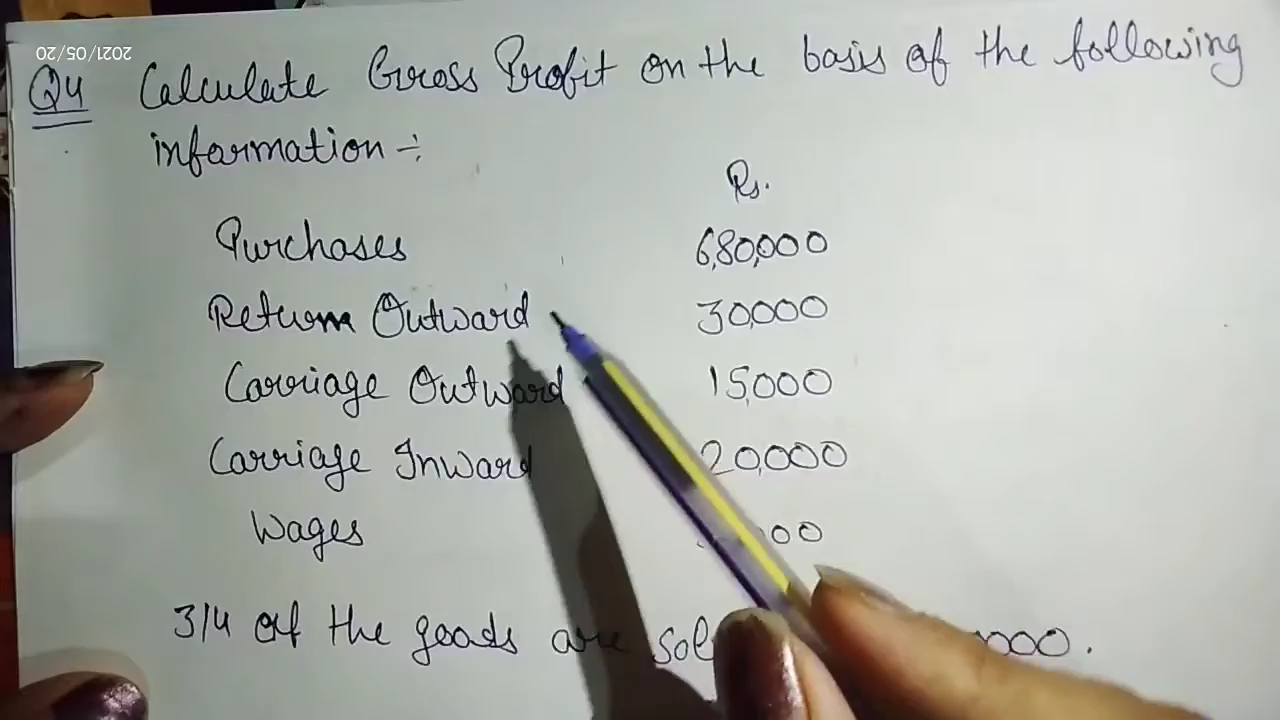 2021/05/20
Q4 Calculate Gross Profit on the basis of the following
information :-
Rs.
Purchases 6,80,000
Return Outward 30,000
Carriage Outward 15,000
Carriage Inward 20,000
Wages
3/4 of the goods are